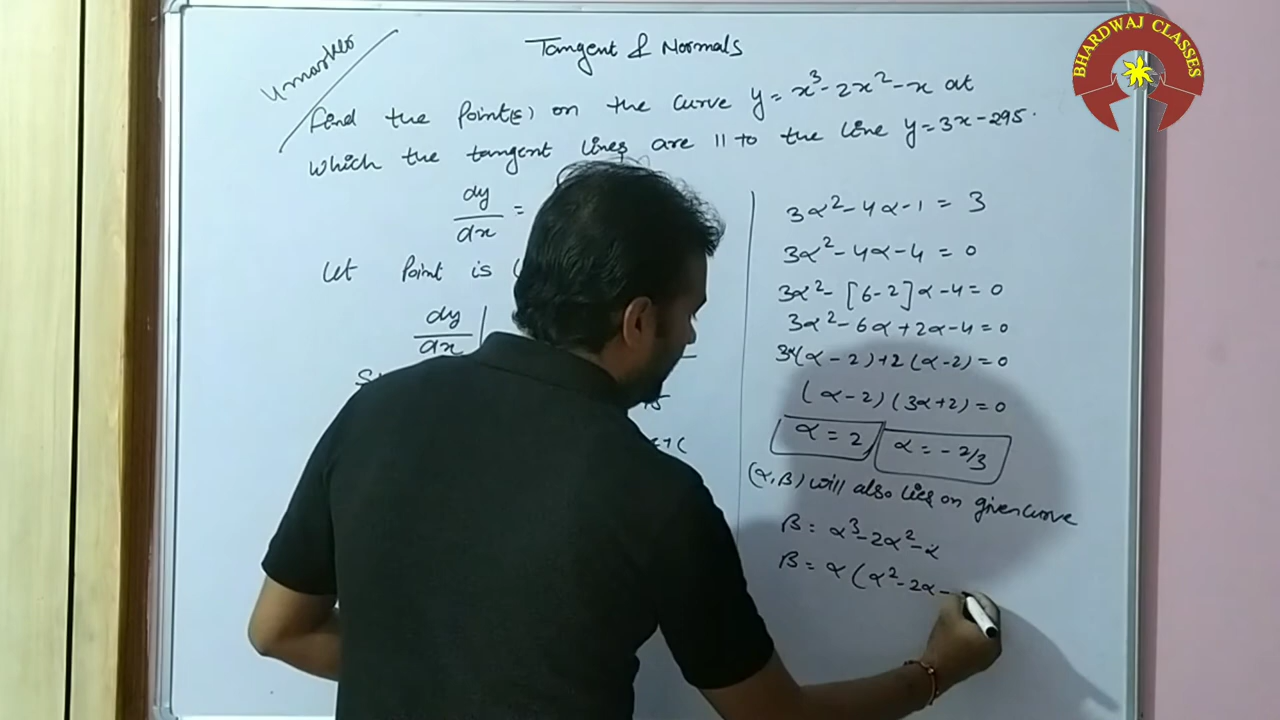 4 marker
Tangent & Normals
Find the Point(s) on the curve y = x³ - 2x² - x at
which the tangent lines are || to the line y = 3x - 295.
dy/dx =
Let Point is (
dy/dx |
3α² - 4α - 1 = 3
3α² - 4α - 4 = 0
3α² - [6 - 2]α - 4 = 0
3α² - 6α + 2α - 4 = 0
3α(α - 2) + 2(α - 2) = 0
(α - 2)(3α + 2) = 0
α = 2, α = - 2/3
(α, β) will also lies on given curve
β = α³ - 2α² - α
β = α(α² - 2α -
BHARDWAJ CLASSES